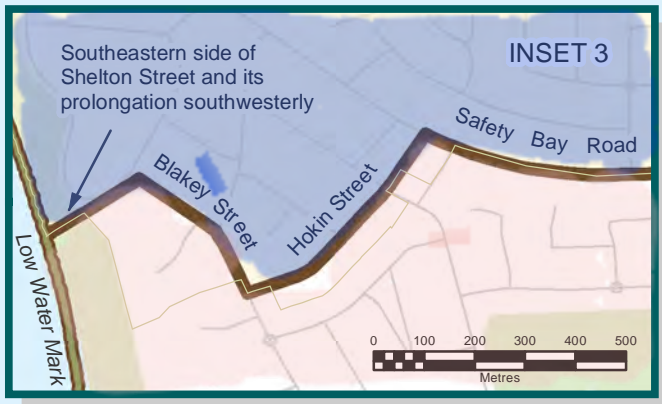 Southeastern side of
Shelton Street and its
prolongation southwesterly
INSET 3
Safety Bay Road
Blakey Street
Hokin Street
Low Water Mark
0 100 200 300 400 500
Metres